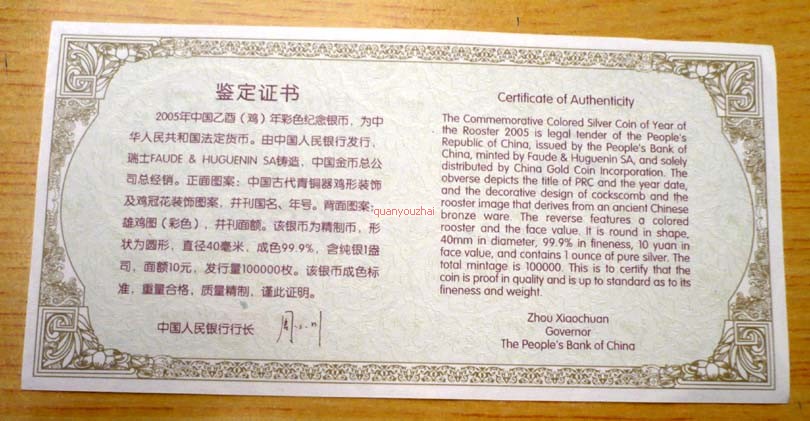 鉴定证书
2005年中国乙酉（鸡）年彩色纪念银币，为中
华人民共和国法定货币。由中国人民银行发行，
瑞士FAUDE & HUGUENIN SA铸造，中国金币总公
司总经销。正面图案：中国古代青铜器鸡形装饰
及鸡冠花装饰图案，并刊国名、年号。背面图案：
雄鸡图（彩色），并刊面额。该银币为精制币，形
状为圆形，直径40毫米，成色99.9%，含纯银1盎
司，面额10元，发行量100000枚。该银币成色标
准，重量合格，质量精制，谨此证明。
中国人民银行行长
Certificate of Authenticity
The Commemorative Colored Silver Coin of Year of
the Rooster 2005 is legal tender of the People's
Republic of China, issued by the People's Bank of
China, minted by Faude & Huguenin SA, and solely
distributed by China Gold Coin Incorporation. The
obverse depicts the title of PRC and the year date,
and the decorative design of cockscomb and the
rooster image that derives from an ancient Chinese
bronze ware. The reverse features a colored
rooster and the face value. It is round in shape,
40mm in diameter, 99.9% in fineness, 10 yuan in
face value, and contains 1 ounce of pure silver. The
total mintage is 100000. This is to certify that the
coin is proof in quality and is up to standard as to its
fineness and weight.
Zhou Xiaochuan
Governor
The People's Bank of China
quanyouzhai